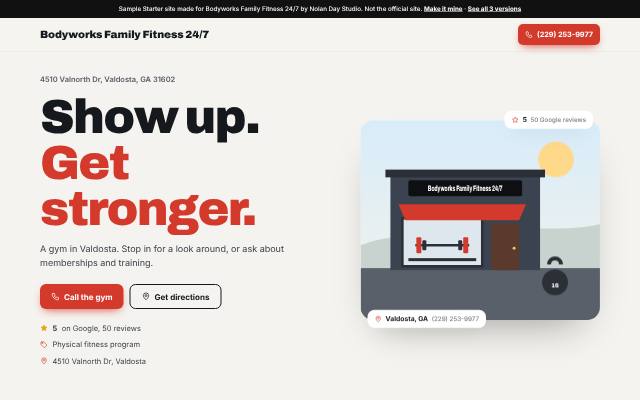 Sample Starter site made for Bodyworks Family Fitness 24/7 by Nolan Day Studio. Not the official site. Make it mine · See all 3 versions
Bodyworks Family Fitness 24/7
(229) 253-9977
4510 Valnorth Dr, Valdosta, GA 31602
Show up.
Get
stronger.
A gym in Valdosta. Stop in for a look around, or ask about
memberships and training.
Call the gym
Get directions
5 on Google, 50 reviews
Physical fitness program
4510 Valnorth Dr, Valdosta
5 50 Google reviews
Bodyworks Family Fitness 24/7
16
Valdosta, GA (229) 253-9977